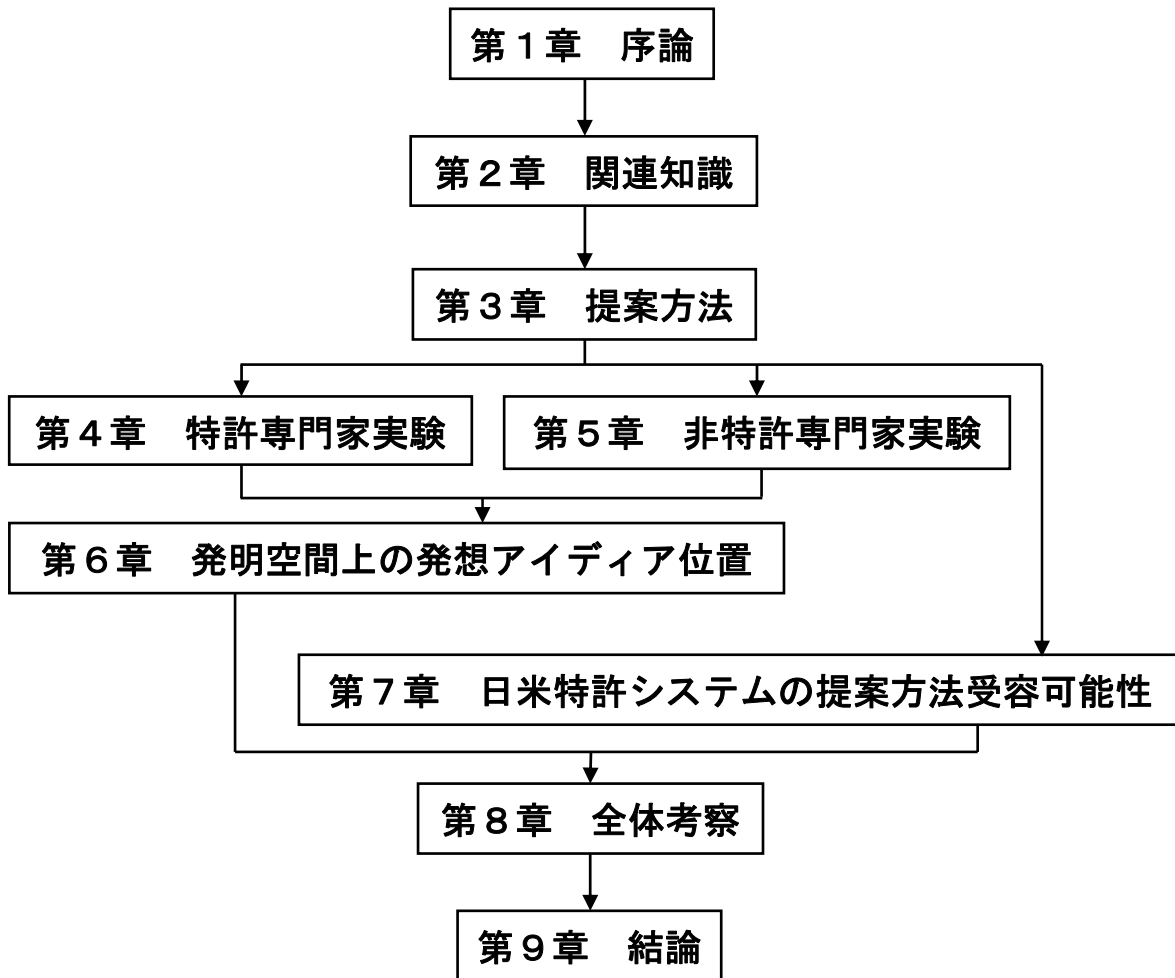 第１章　序論
第２章　関連知識
第３章　提案方法
第４章　特許専門家実験
第５章　非特許専門家実験
第６章　発明空間上の発想アイディア位置
第７章　日米特許システムの提案方法受容可能性
第８章　全体考察
第９章　結論